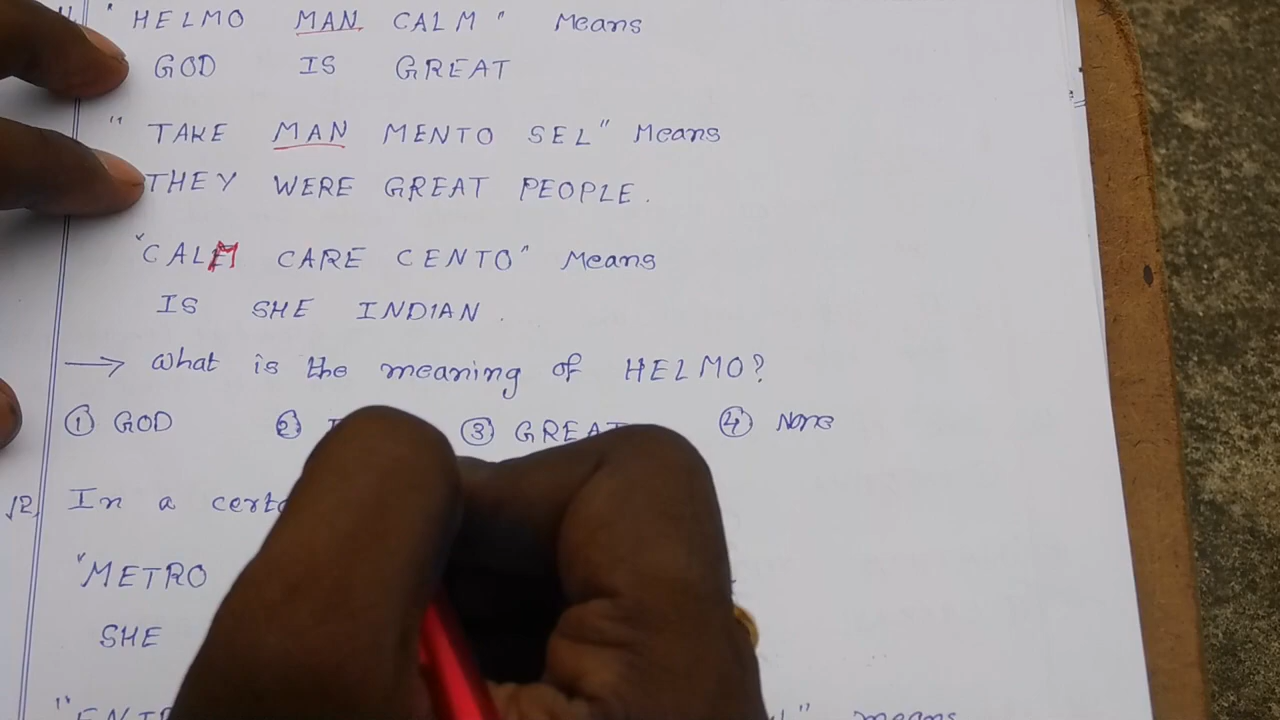 " HELMO MAN CALM " Means
GOD IS GREAT
" TAKE MAN MENTO SEL" Means
THEY WERE GREAT PEOPLE.
"CALM CARE CENTO" Means
IS SHE INDIAN.
→ What is the meaning of HELMO?
① GOD ② ③ GREAT ④ None
12. In a
"METRO
SHE
" means